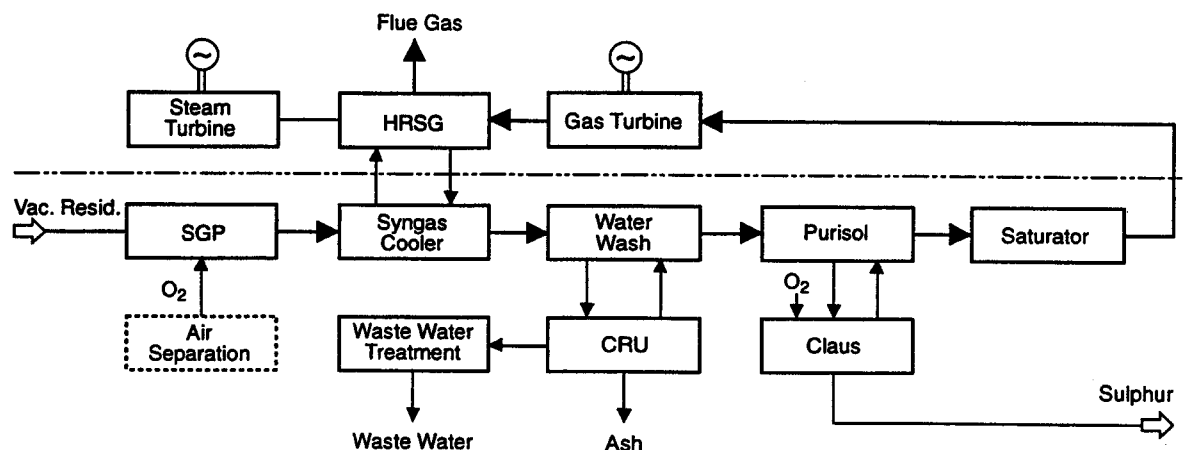 Flue Gas
~
~
Steam
Turbine
HRSG
Gas Turbine
Vac. Resid.
SGP
Syngas
Cooler
Water
Wash
Purisol
Saturator
O2
O2
Air
Separation
Waste Water
Treatment
CRU
Claus
Sulphur
Waste Water
Ash